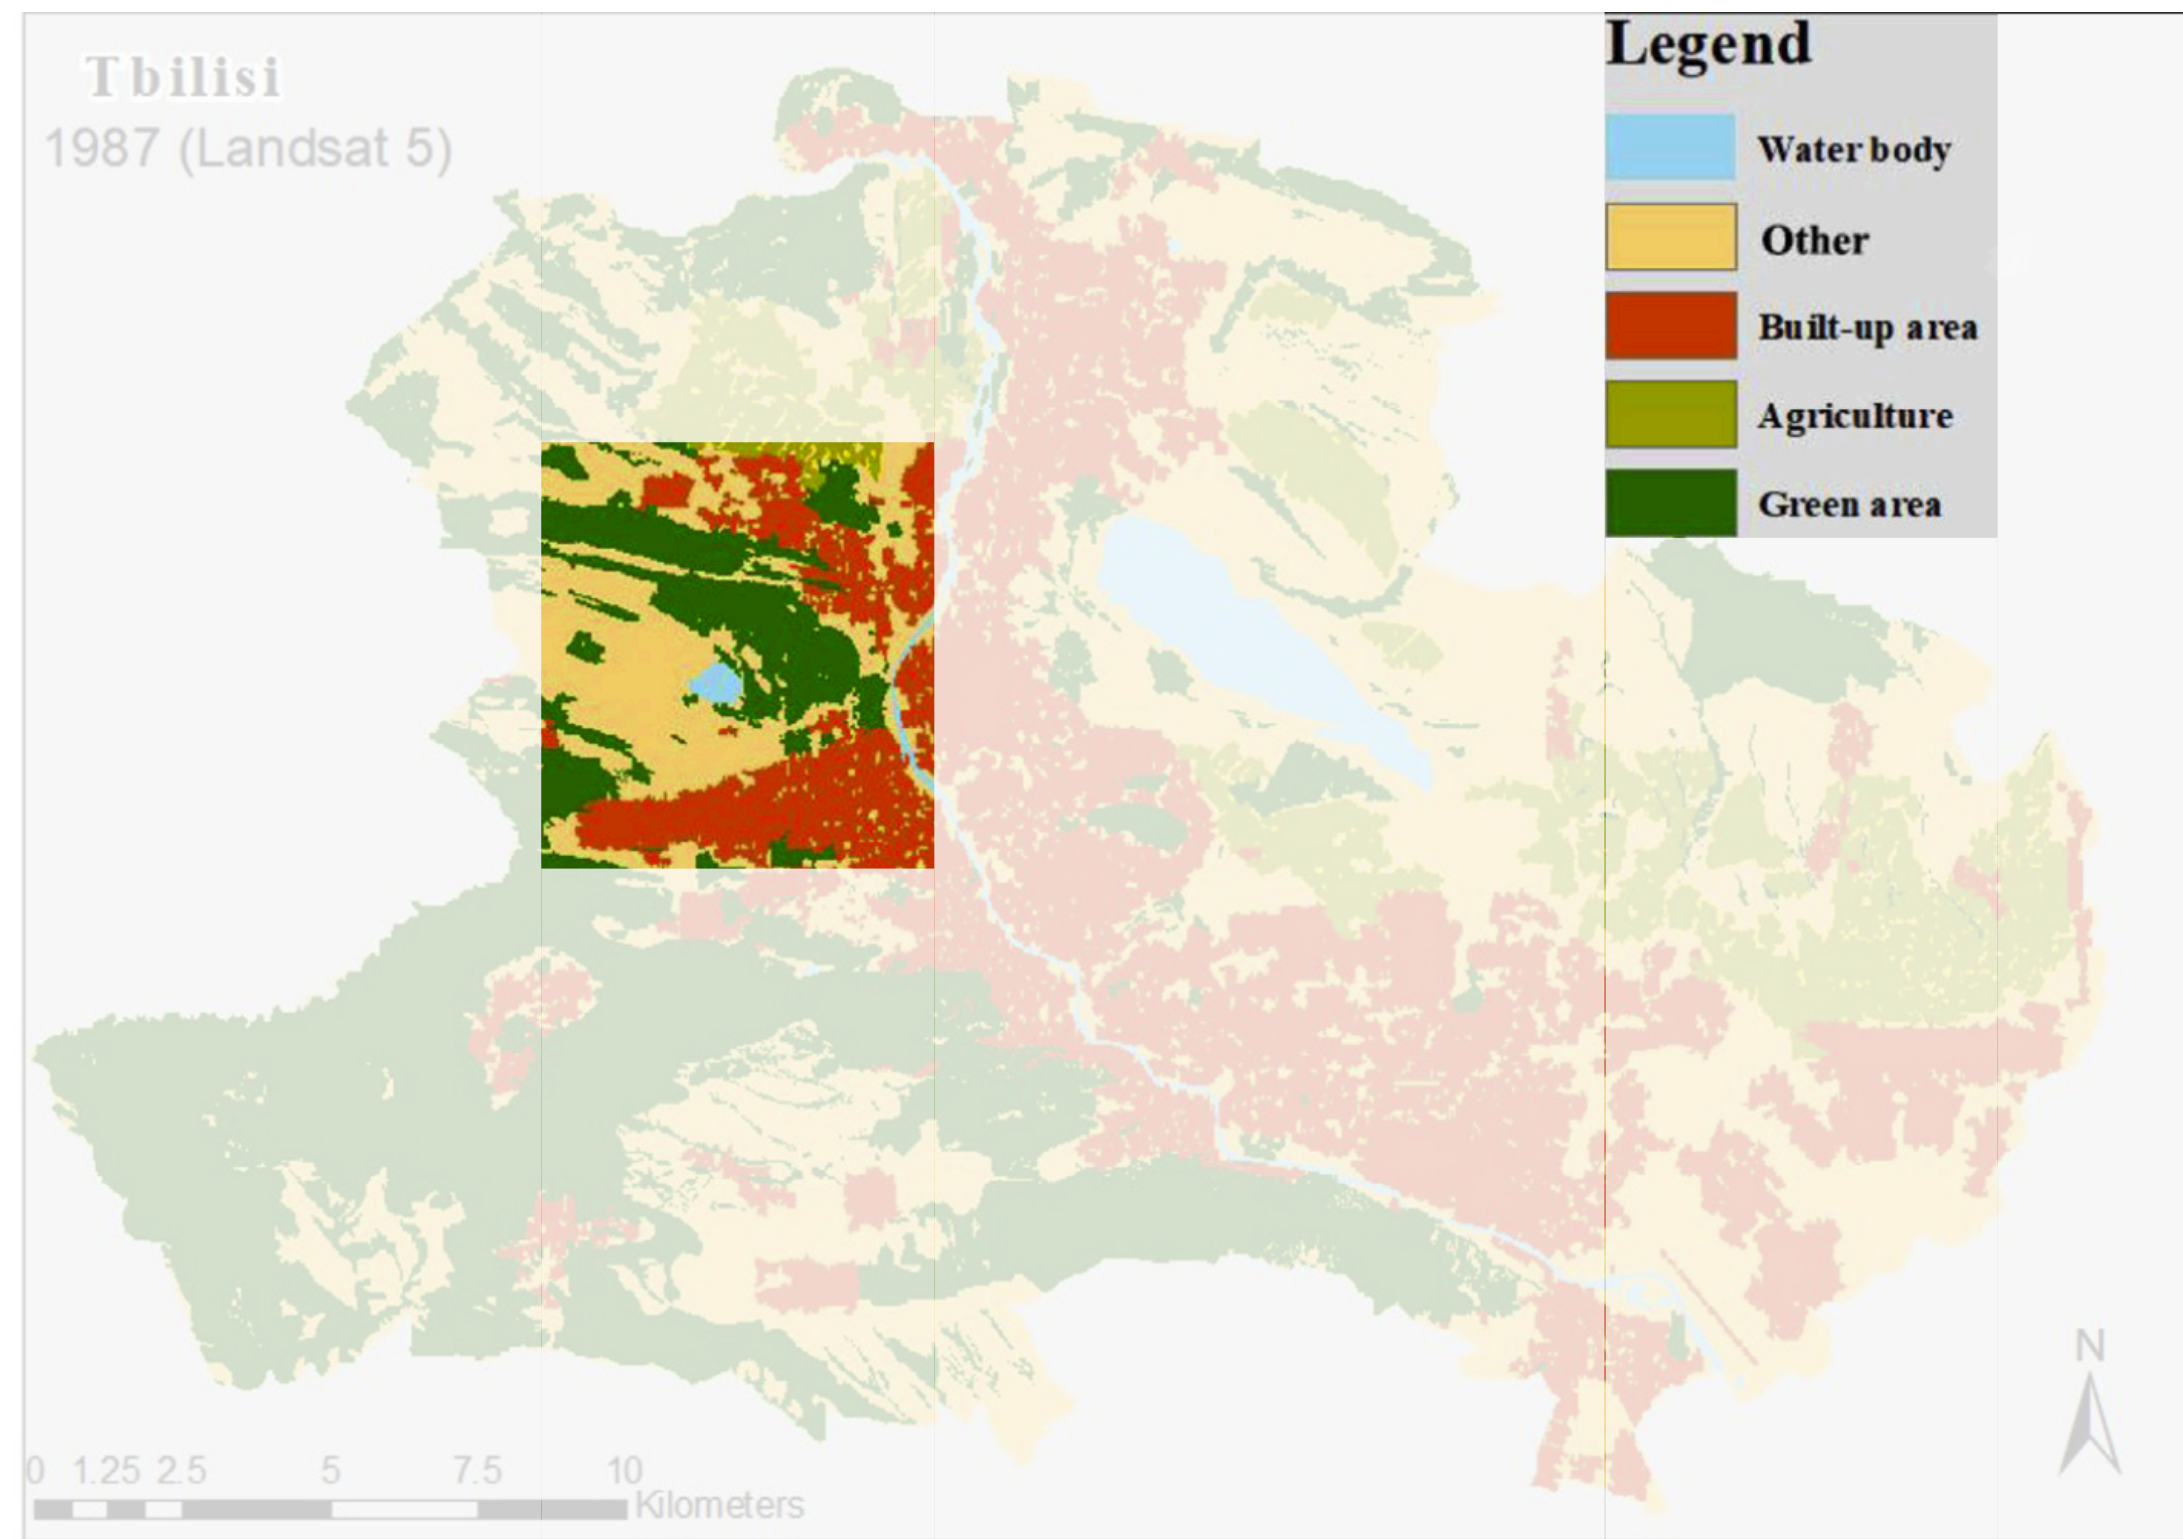 Tbilisi
1987 (Landsat 5)
Legend
Water body
Other
Built-up area
Agriculture
Green area
N
0 1.25 2.5 5 7.5 10
Kilometers